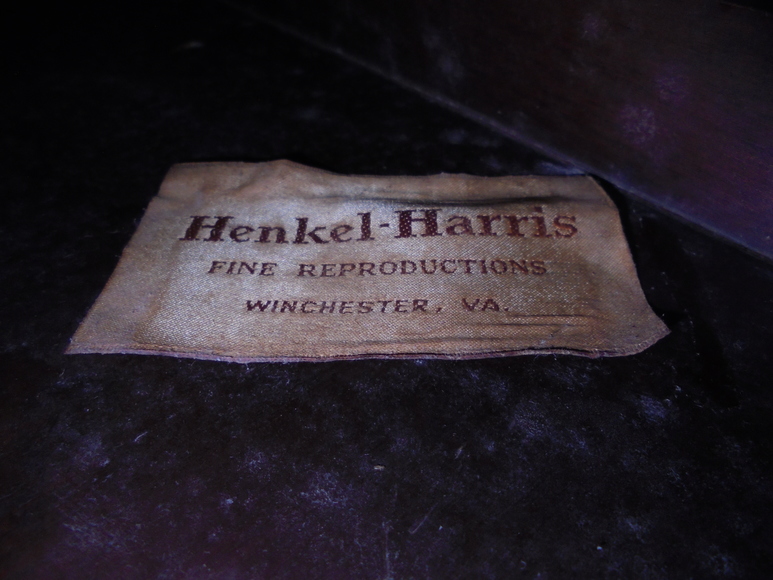 Henkel-Harris
FINE REPRODUCTIONS
WINCHESTER, VA.